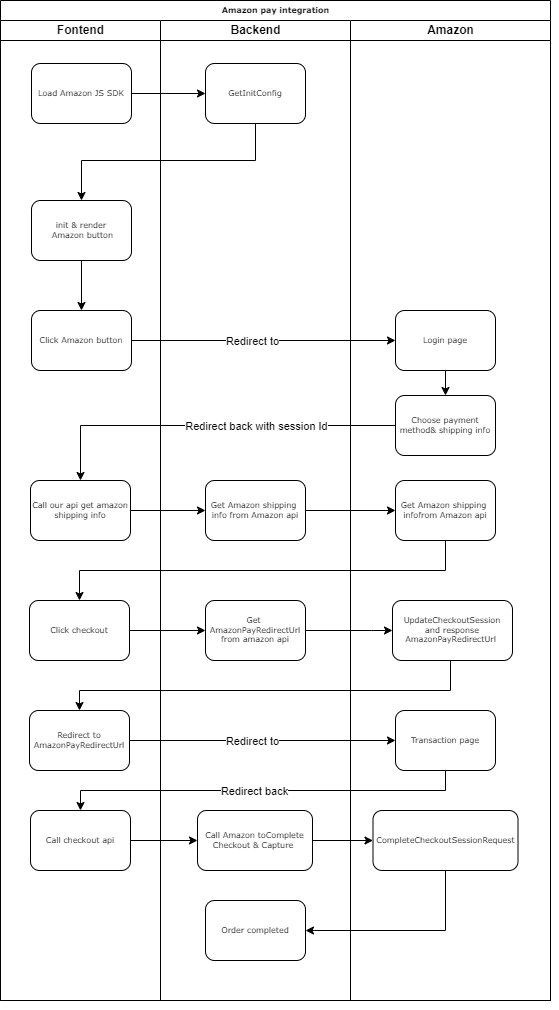 Amazon pay integration
Fontend
Backend
Amazon
Load Amazon JS SDK
GetInitConfig
init & render
Amazon button
Click Amazon button
Redirect to
Login page
Choose payment
method& shipping info
Redirect back with session Id
Call our api get amazon
shipping info
Get Amazon shipping
info from Amazon api
Get Amazon shipping
infofrom Amazon api
Click checkout
Get
AmazonPayRedirectUrl
from amazon api
UpdateCheckoutSession
and response
AmazonPayRedirectUrl
Redirect to
AmazonPayRedirectUrl
Redirect to
Transaction page
Redirect back
Call checkout api
Call Amazon toComplete
Checkout & Capture
CompleteCheckoutSessionRequest
Order completed